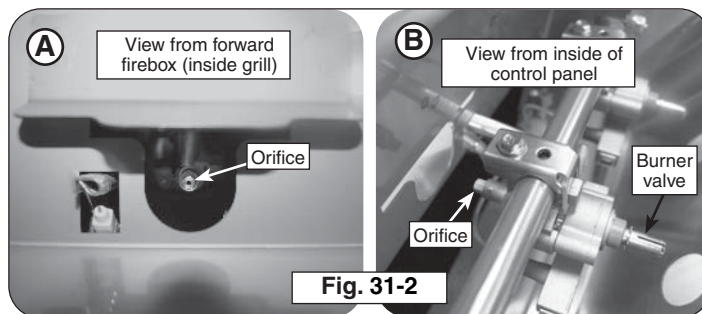 A
View from forward
firebox (inside grill)
Orifice
B
View from inside of
control panel
Burner
valve
Orifice
Fig. 31-2